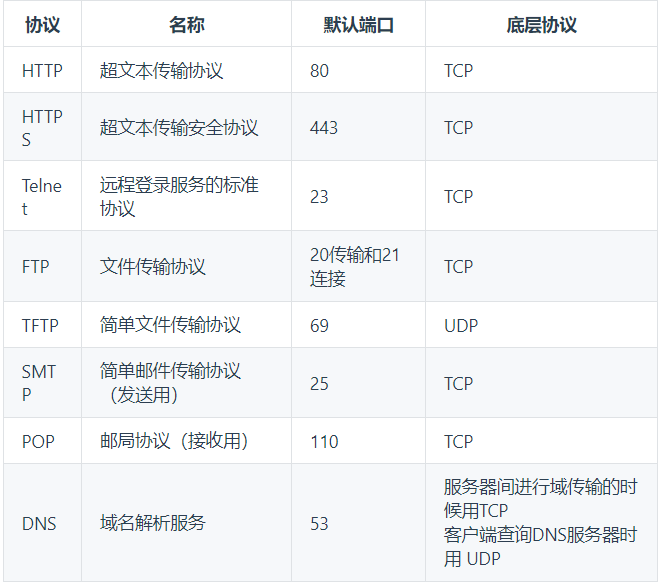 协议 名称 默认端口 底层协议
HTTP 超文本传输协议 80 TCP
HTTP
S 超文本传输安全协议 443 TCP
Telne
t 远程登录服务的标准
协议 23 TCP
FTP 文件传输协议 20传输和21
连接 TCP
TFTP 简单文件传输协议 69 UDP
SMT
P 简单邮件传输协议
（发送用） 25 TCP
POP 邮局协议（接收用） 110 TCP
DNS 域名解析服务 53 服务器间进行域传输的时
候用TCP
客户端查询DNS服务器时
用 UDP